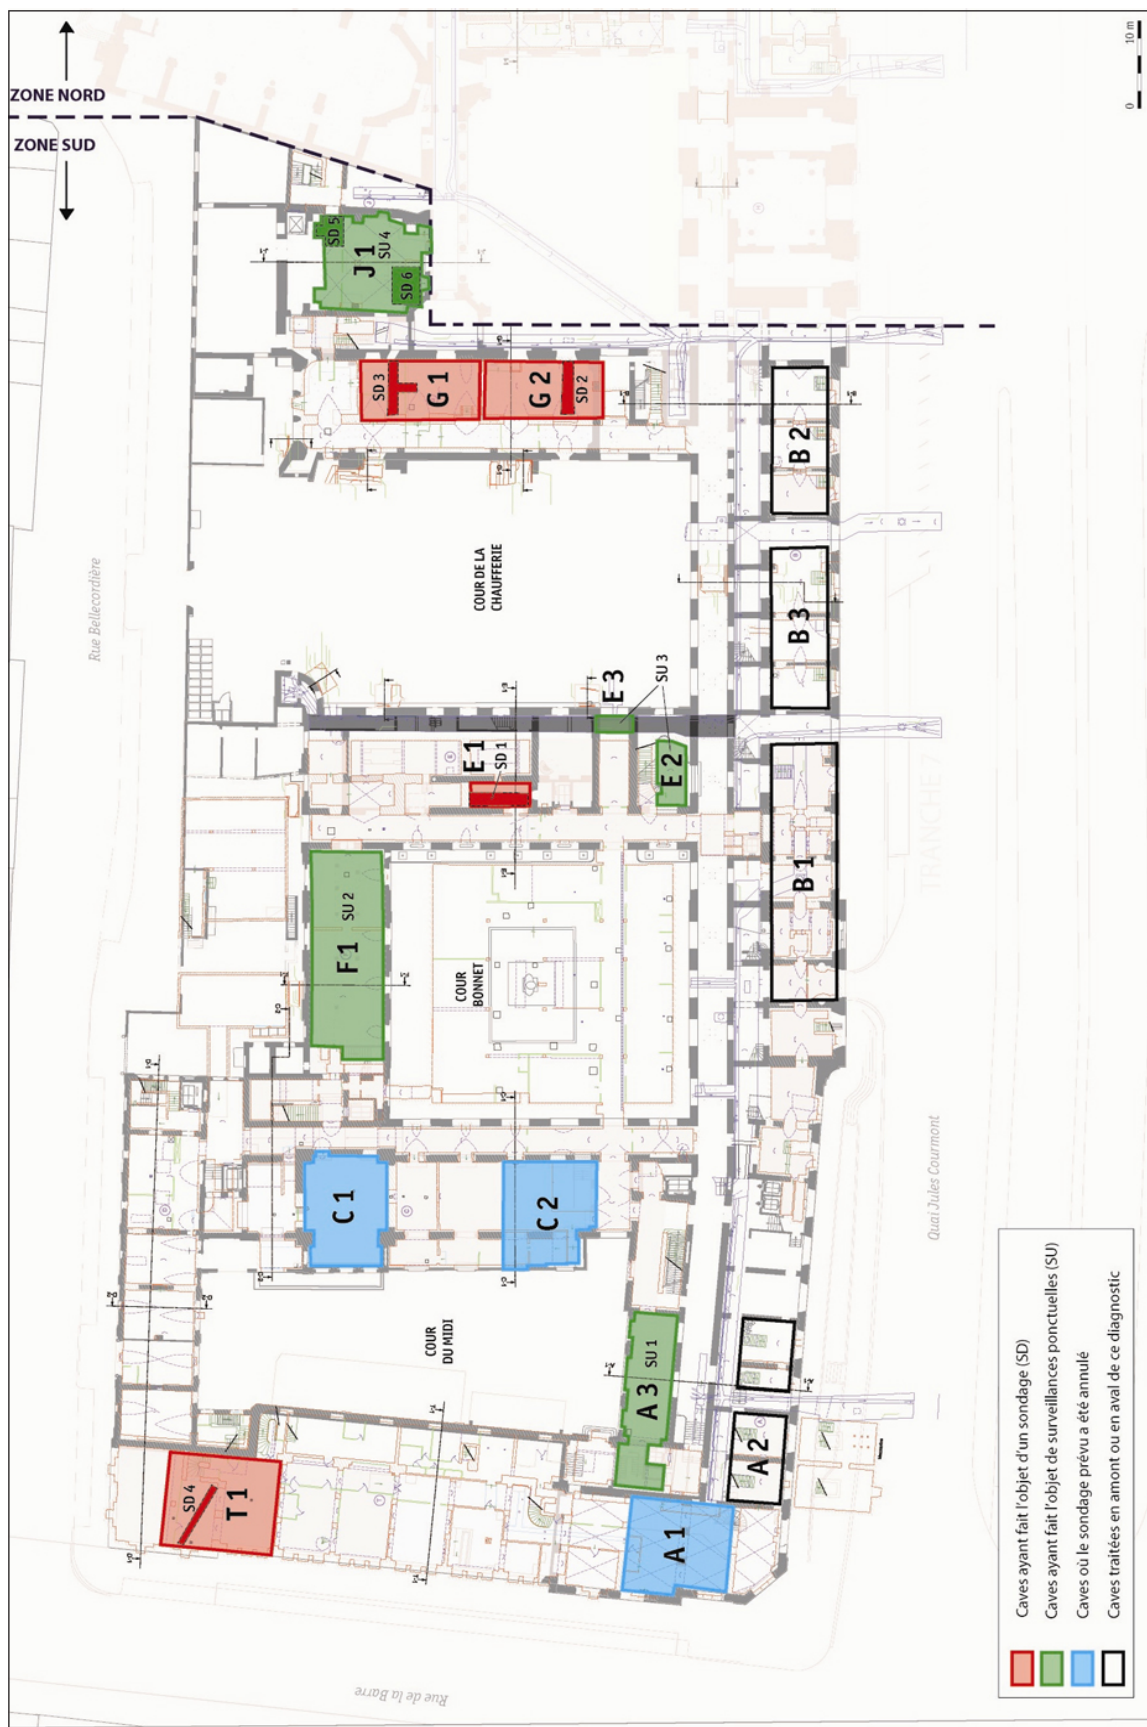 ZONE NORD
ZONE SUD
0 10 m
Rue Bellecordière
SD 5
J 1
SU 4
SD 6
SD 3
G 1
G 2
SD 2
B 2
COUR DE LA
CHAUFFERIE
B 3
E 3
SU 3
E 1
SD 1
E 2
B 1
TRANCHE 2
SU 2
F 1
COUR
BONNET
C 1
C 2
Quai Jules Courmont
COUR
DU MIDI
SU 1
A 3
A 2
A 1
SD 4
T 1
Rue de la Barre
Caves ayant fait l'objet d'un sondage (SD)
Caves ayant fait l'objet de surveillances ponctuelles (SU)
Caves où le sondage prévu a été annulé
Caves traitées en amont ou en aval de ce diagnostic